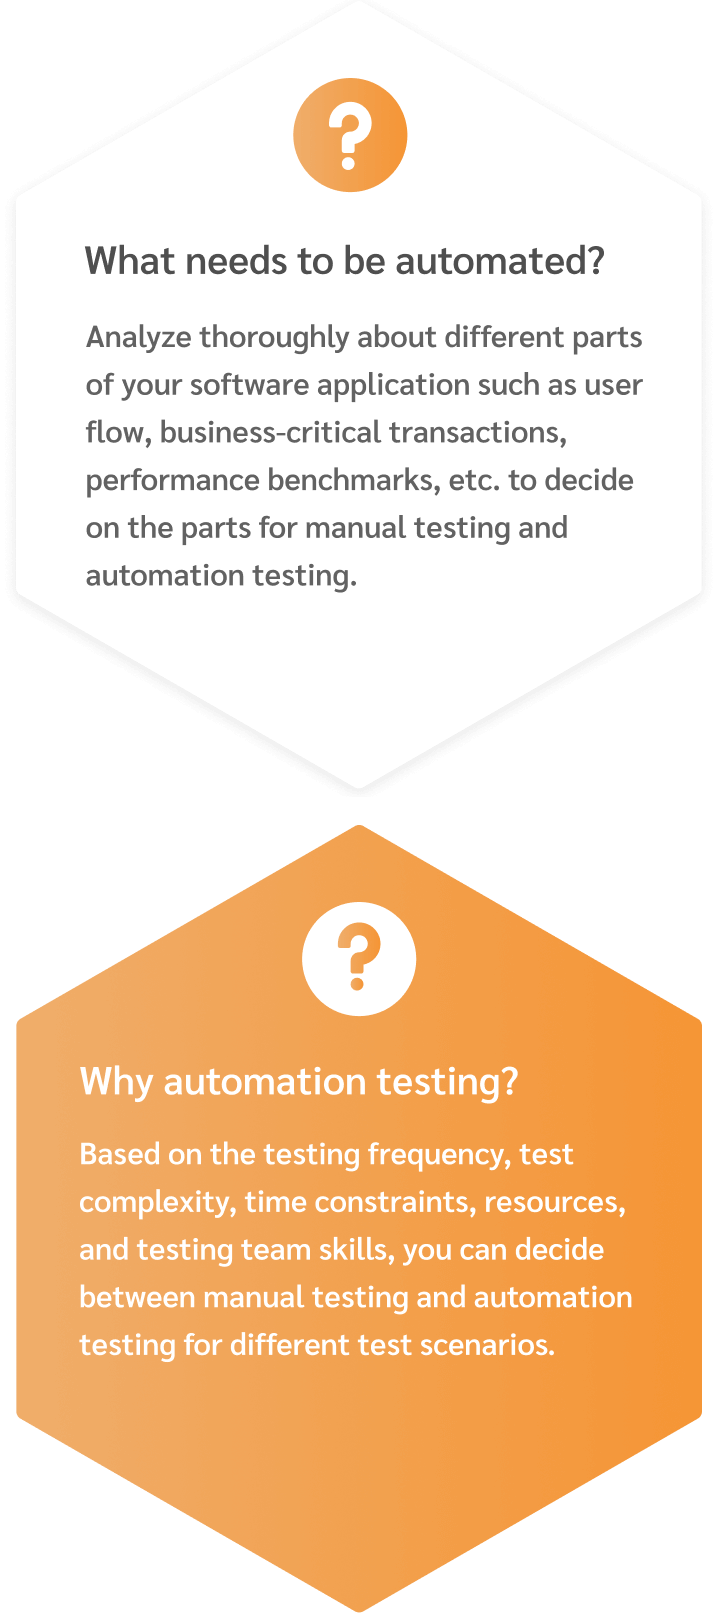 What needs to be automated?
Analyze thoroughly about different parts
of your software application such as user
flow, business-critical transactions,
performance benchmarks, etc. to decide
on the parts for manual testing and
automation testing.
Why automation testing?
Based on the testing frequency, test
complexity, time constraints, resources,
and testing team skills, you can decide
between manual testing and automation
testing for different test scenarios.